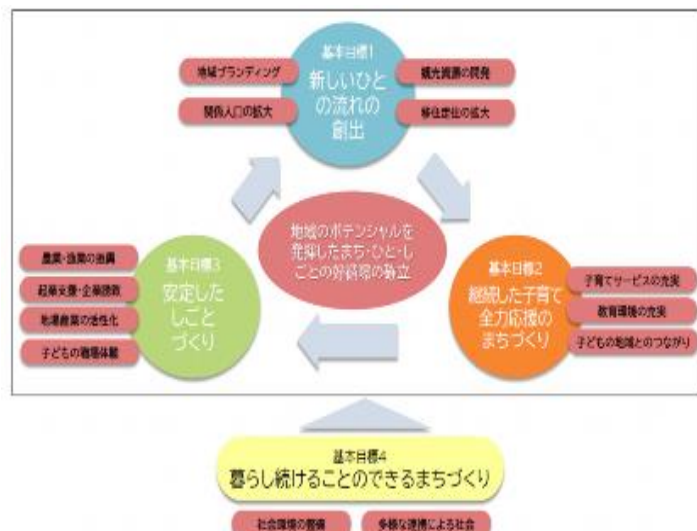 基本目標1
新しいひと
の流れの
創出
地域ブランディング
関係人口の拡大
観光資源の開発
移住定住の拡大
地域のポテンシャルを
発揮したまち・ひと・し
ごとの好循環の確立
基本目標3
安定した
しごと
づくり
農業・漁業の振興
起業支援・企業誘致
地場産業の活性化
子どもの職場体験
基本目標2
継続した子育て
全力応援の
まちづくり
子育てサービスの充実
教育環境の充実
子どもの地域とのつながり
基本目標4
暮らし続けることのできるまちづくり
社会環境の整備
多様な連携による社会